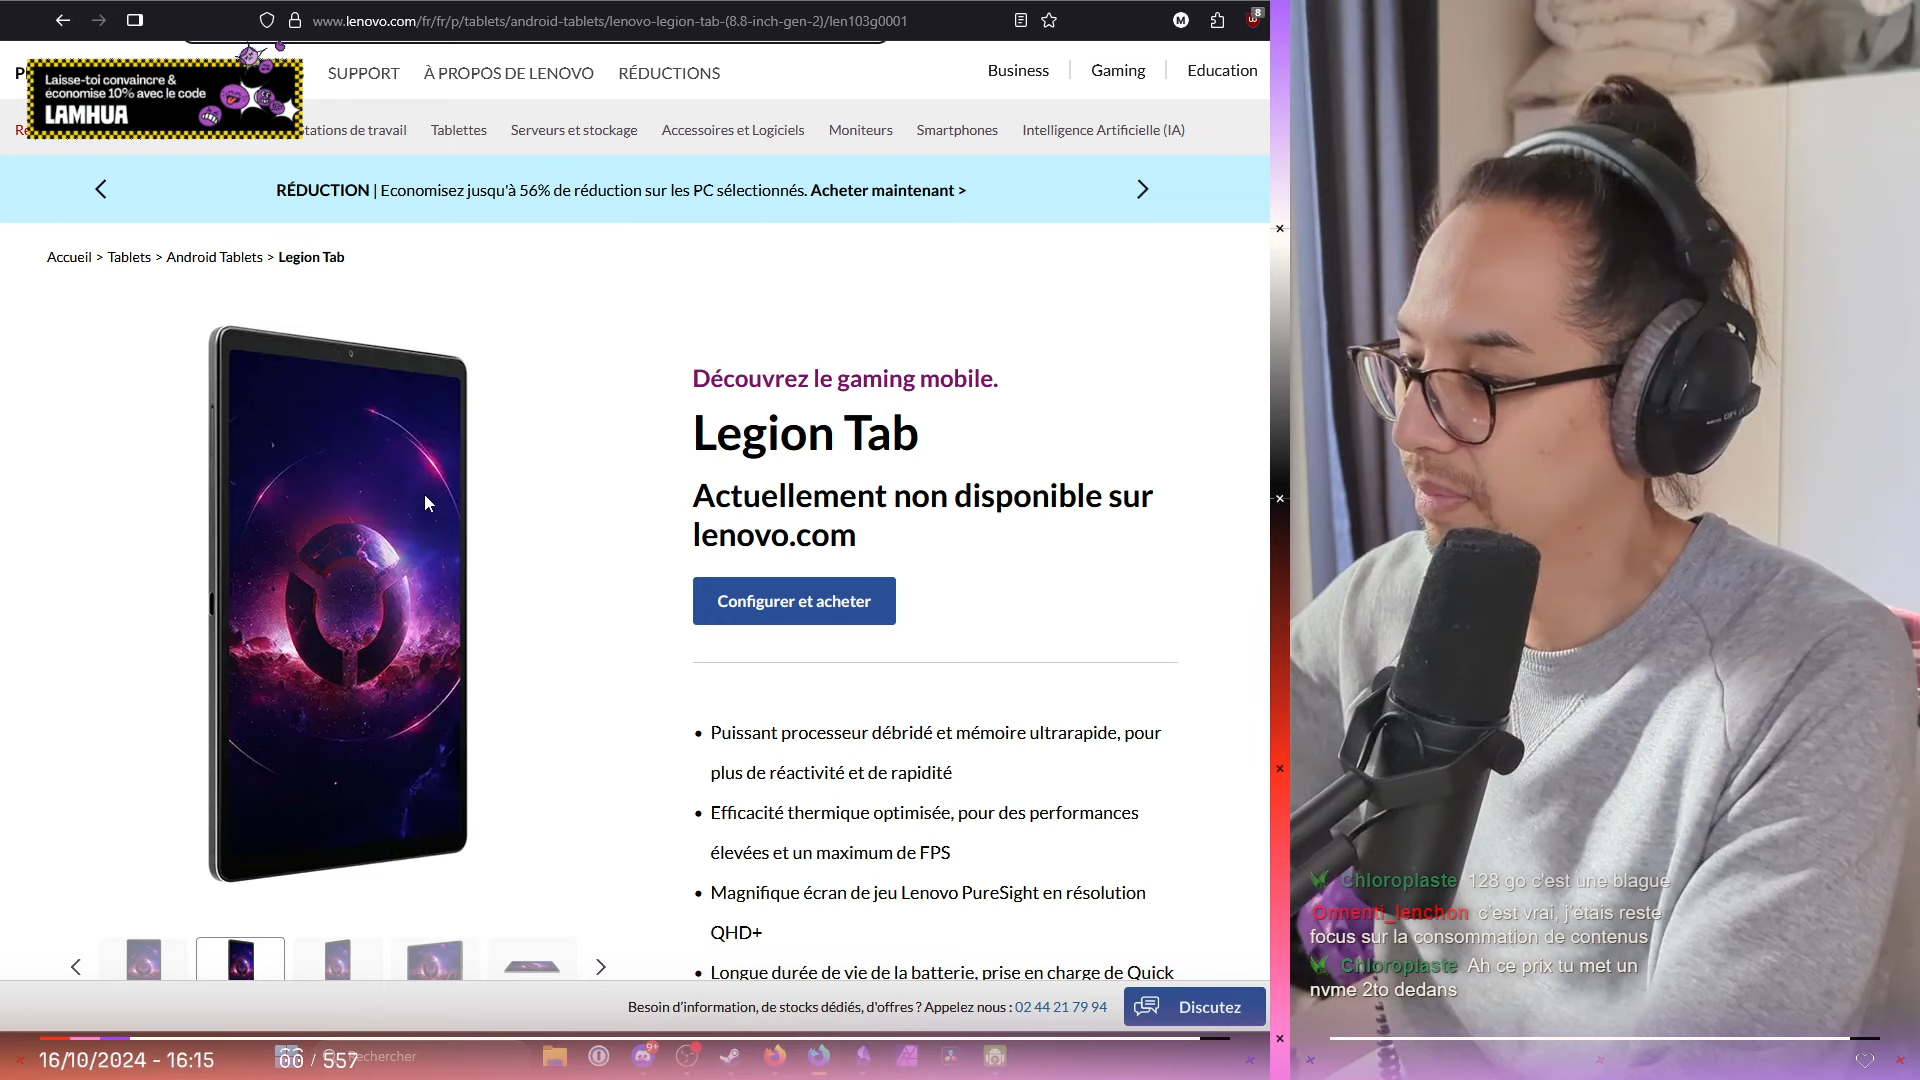 www.lenovo.com/fr/fr/p/tablets/android-tablets/lenovo-legion-tab-(8.8-inch-gen-2)/len103g0001
M
8
Laisse-toi convaincre &
économise 10% avec le code
LAMHUA
SUPPORT
À PROPOS DE LENOVO
RÉDUCTIONS
Business
Gaming
Education
tations de travail
Tablettes
Serveurs et stockage
Accessoires et Logiciels
Moniteurs
Smartphones
Intelligence Artificielle (IA)
RÉDUCTION | Economisez jusqu'à 56% de réduction sur les PC sélectionnés. Acheter maintenant >
Accueil > Tablets > Android Tablets > Legion Tab
Découvrez le gaming mobile.
Legion Tab
Actuellement non disponible sur
lenovo.com
Configurer et acheter
• Puissant processeur débridé et mémoire ultrarapide, pour
plus de réactivité et de rapidité
• Efficacité thermique optimisée, pour des performances
élevées et un maximum de FPS
• Magnifique écran de jeu Lenovo PureSight en résolution
QHD+
• Longue durée de vie de la batterie, prise en charge de Quick
Besoin d'information, de stocks dédiés, d'offres ? Appelez nous : 02 44 21 79 94
Discutez
Chloroplaste 128 go c'est une blague
Onnenti_lenchon c'est vrai, j'étais reste
focus sur la consommation de contenus
Chloroplaste Ah ce prix tu met un
nvme 2to dedans
16/10/2024 - 16:15
66 / 557
echercher
9+